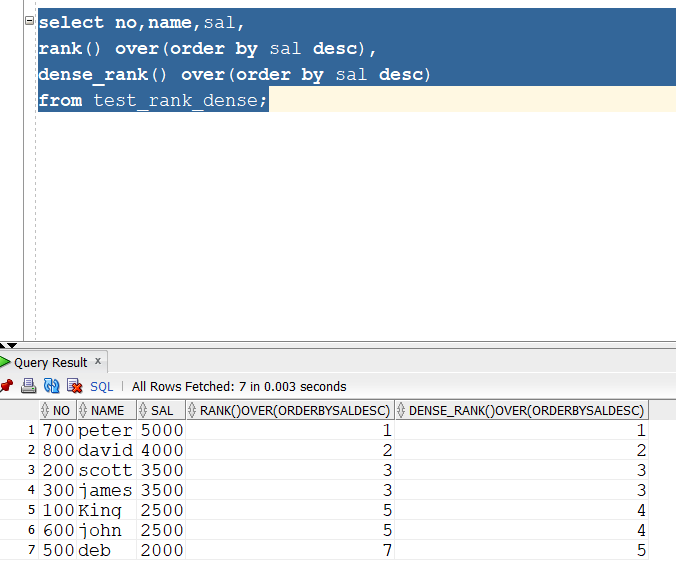 select no,name,sal,
rank() over(order by sal desc),
dense_rank() over(order by sal desc)
from test_rank_dense;
Query Result x
SQL | All Rows Fetched: 7 in 0.003 seconds
NO NAME SAL RANK()OVER(ORDERBYSALDESC) DENSE_RANK()OVER(ORDERBYSALDESC)
1 700 peter 5000 1 1
2 800 david 4000 2 2
3 200 scott 3500 3 3
4 300 james 3500 3 3
5 100 King 2500 5 4
6 600 john 2500 5 4
7 500 deb 2000 7 5